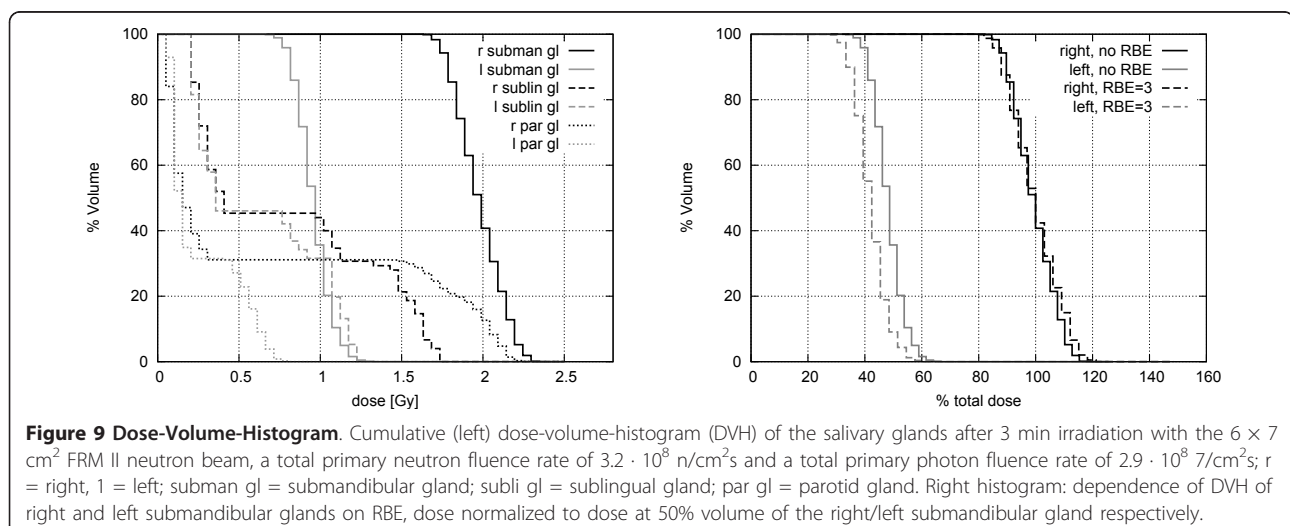 100
80
60
40
20
0
% Volume
0
0.5
1
1.5
2
2.5
dose [Gy]
r subman gl
l subman gl
r sublin gl
l sublin gl
r par gl
l par gl
100
80
60
40
20
0
% Volume
0
20
40
60
80
100
120
140
160
% total dose
right, no RBE
left, no RBE
right, RBE=3
left, RBE=3
Figure 9 Dose-Volume-Histogram. Cumulative (left) dose-volume-histogram (DVH) of the salivary glands after 3 min irradiation with the 6 × 7
cm² FRM II neutron beam, a total primary neutron fluence rate of 3.2 · 10⁸ n/cm²s and a total primary photon fluence rate of 2.9 · 10⁸ 7/cm²s; r
= right, 1 = left; subman gl = submandibular gland; subli gl = sublingual gland; par gl = parotid gland. Right histogram: dependence of DVH of
right and left submandibular glands on RBE, dose normalized to dose at 50% volume of the right/left submandibular gland respectively.